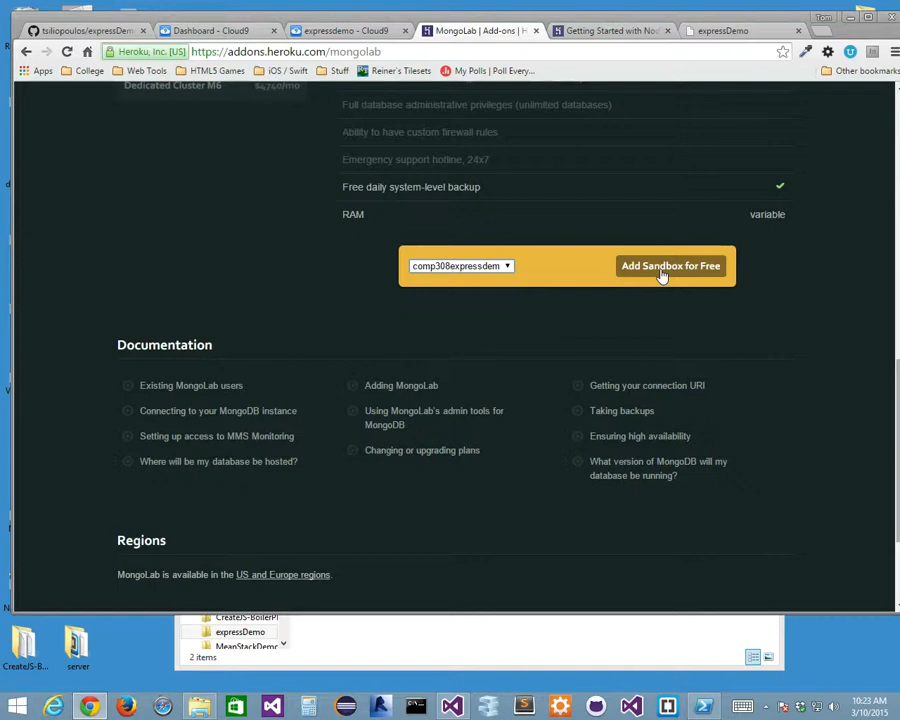 Tom
tsiliopoulos/expressDem
Dashboard - Cloud9
expressdemo - Cloud9
MongoLab | Add-ons | H
Getting Started with Nod
expressDemo
Heroku, Inc. [US] https://addons.heroku.com/mongolab
Apps College Web Tools HTML5 Games iOS / Swift Stuff Reiner's Tilesets My Polls | Poll Every... Other bookmarks
Dedicated Cluster M6 $4740/mo
Full database administrative privileges (unlimited databases)
Ability to have custom firewall rules
Emergency support hotline, 24x7
Free daily system-level backup
RAM variable
comp308expressdem Add Sandbox for Free
Documentation
Existing MongoLab users
Adding MongoLab
Getting your connection URI
Connecting to your MongoDB instance
Using MongoLab's admin tools for
MongoDB
Taking backups
Setting up access to MMS Monitoring
Changing or upgrading plans
Ensuring high availability
Where will be my database be hosted?
What version of MongoDB will my
database be running?
Regions
MongoLab is available in the US and Europe regions.
CreateJS-BoilerPl
expressDemo
MeanStackDemo
2 items
CreateJS-B...
server
10:23 AM
3/10/2015